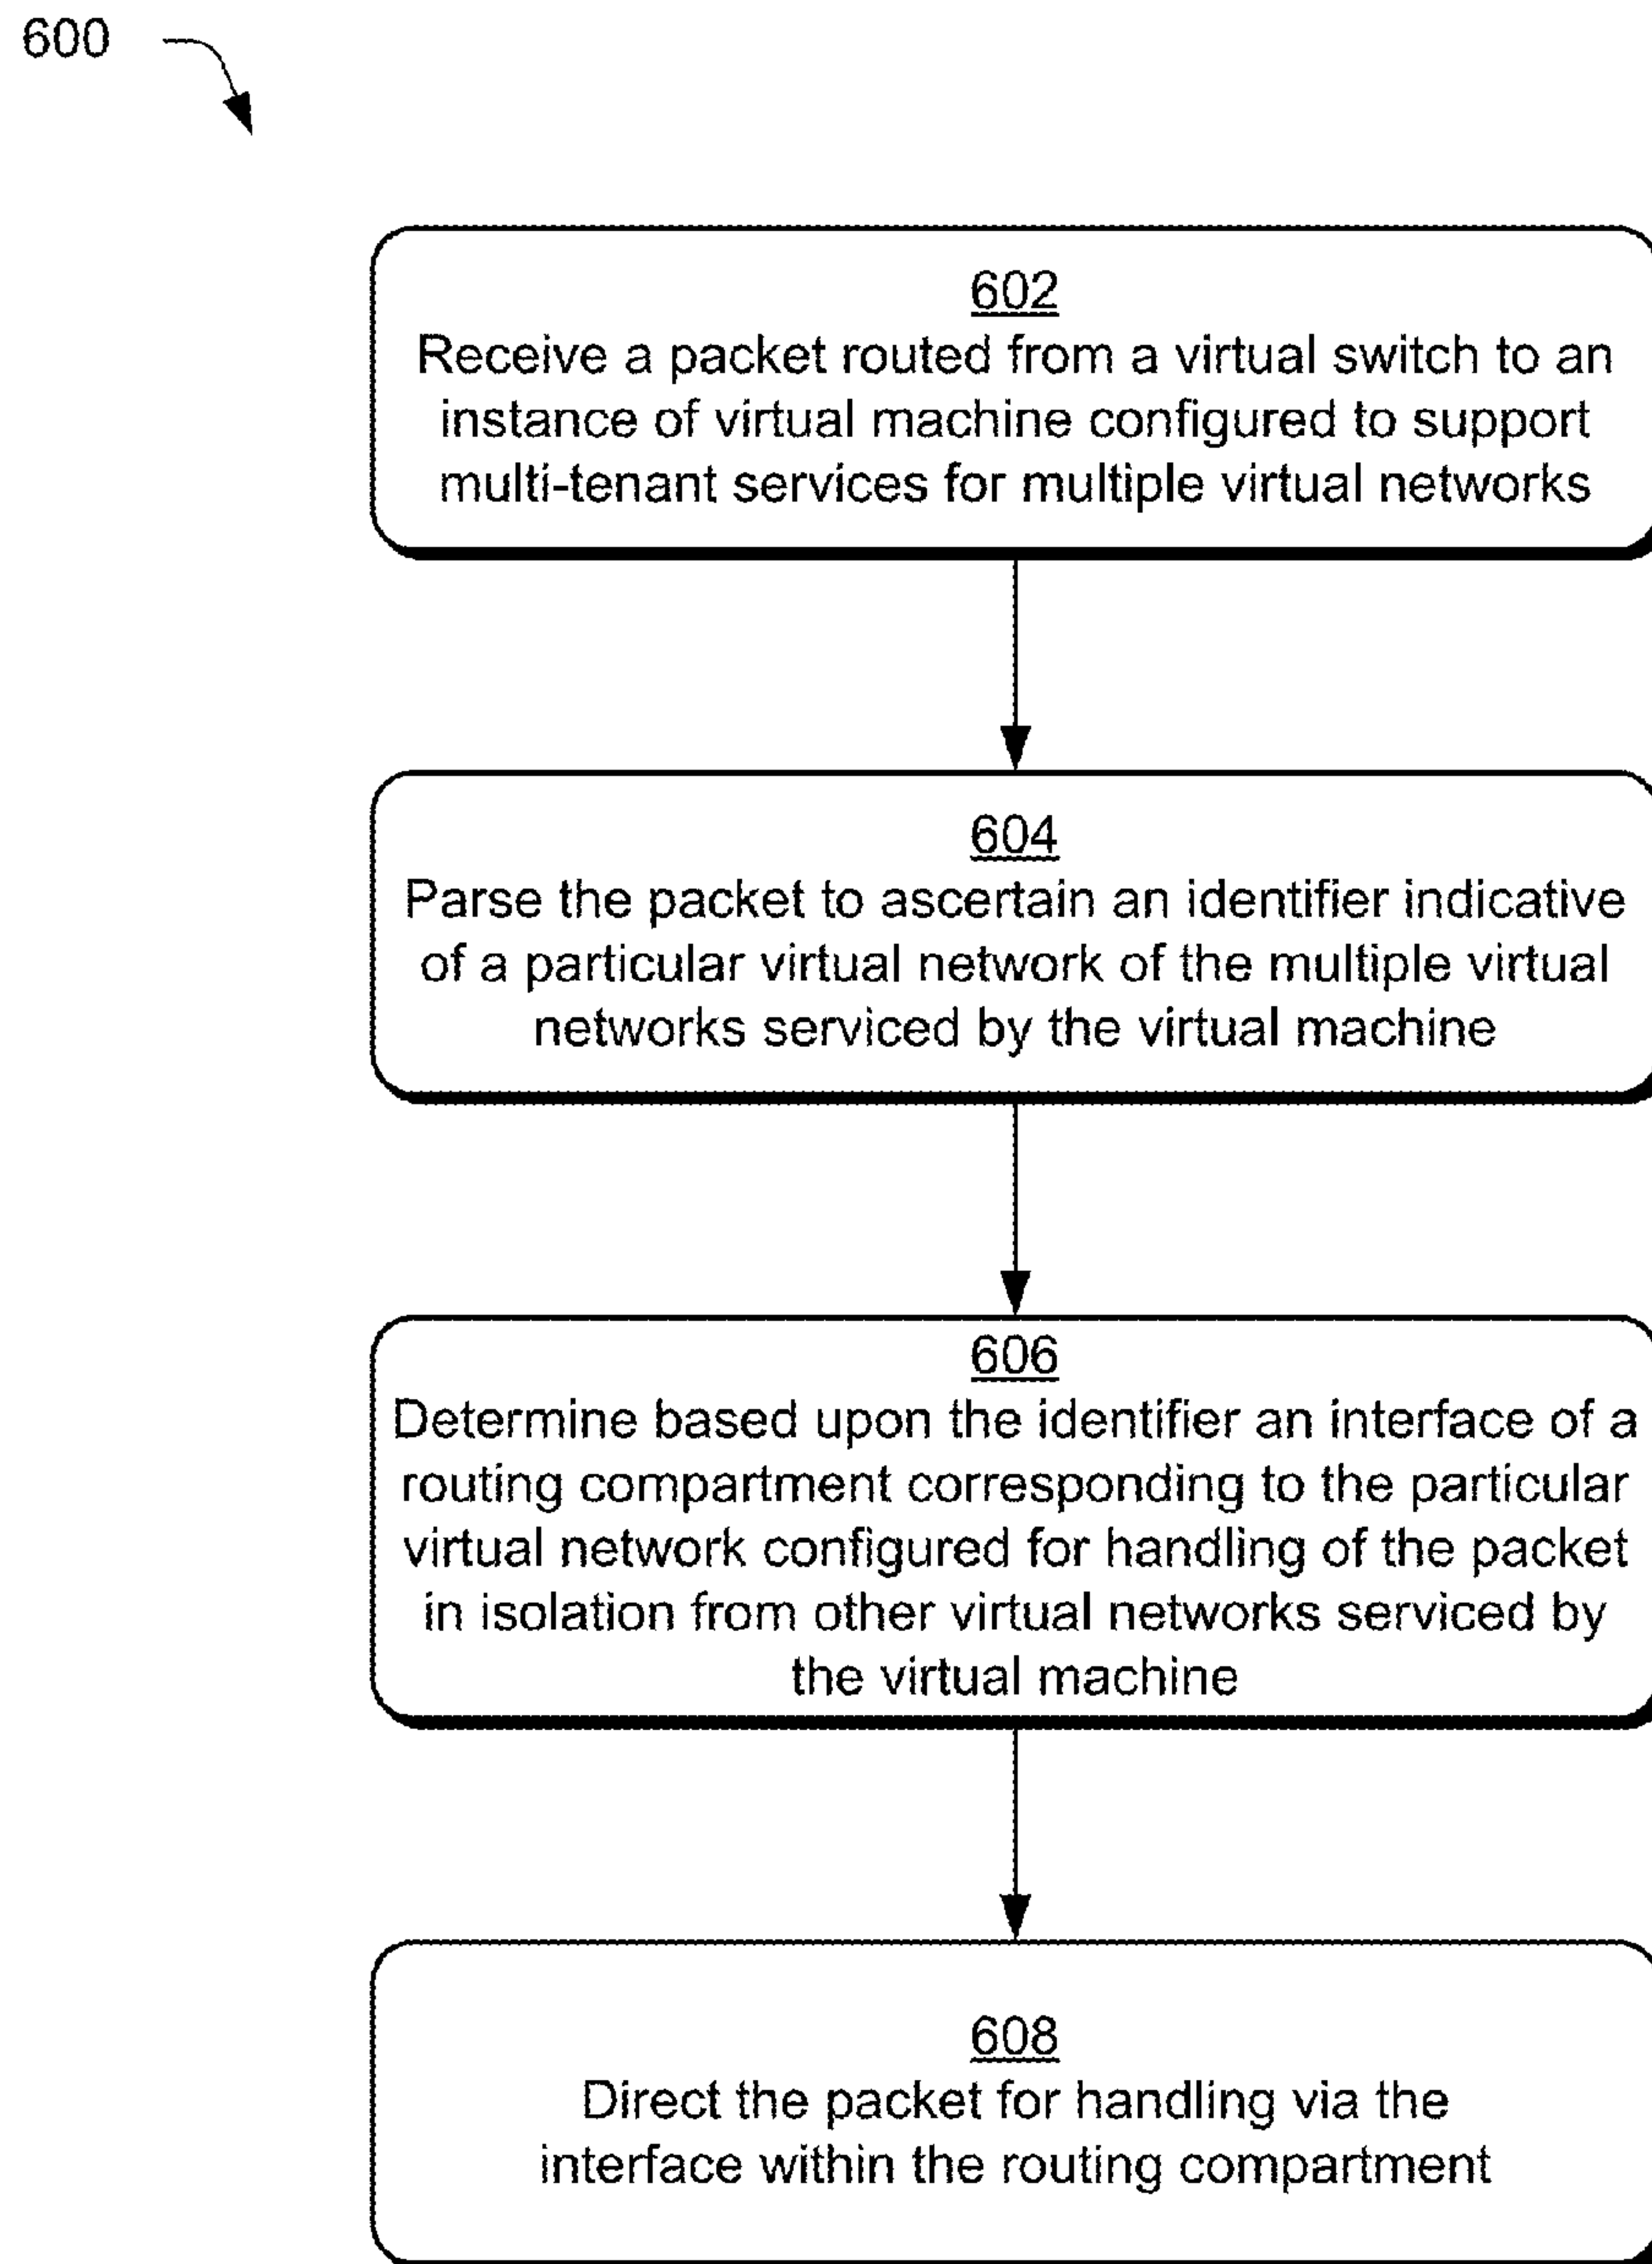 600
602
Receive a packet routed from a virtual switch to an
instance of virtual machine configured to support
multi-tenant services for multiple virtual networks
604
Parse the packet to ascertain an identifier indicative
of a particular virtual network of the multiple virtual
networks serviced by the virtual machine
606
Determine based upon the identifier an interface of a
routing compartment corresponding to the particular
virtual network configured for handling of the packet
in isolation from other virtual networks serviced by
the virtual machine
608
Direct the packet for handling via the
interface within the routing compartment